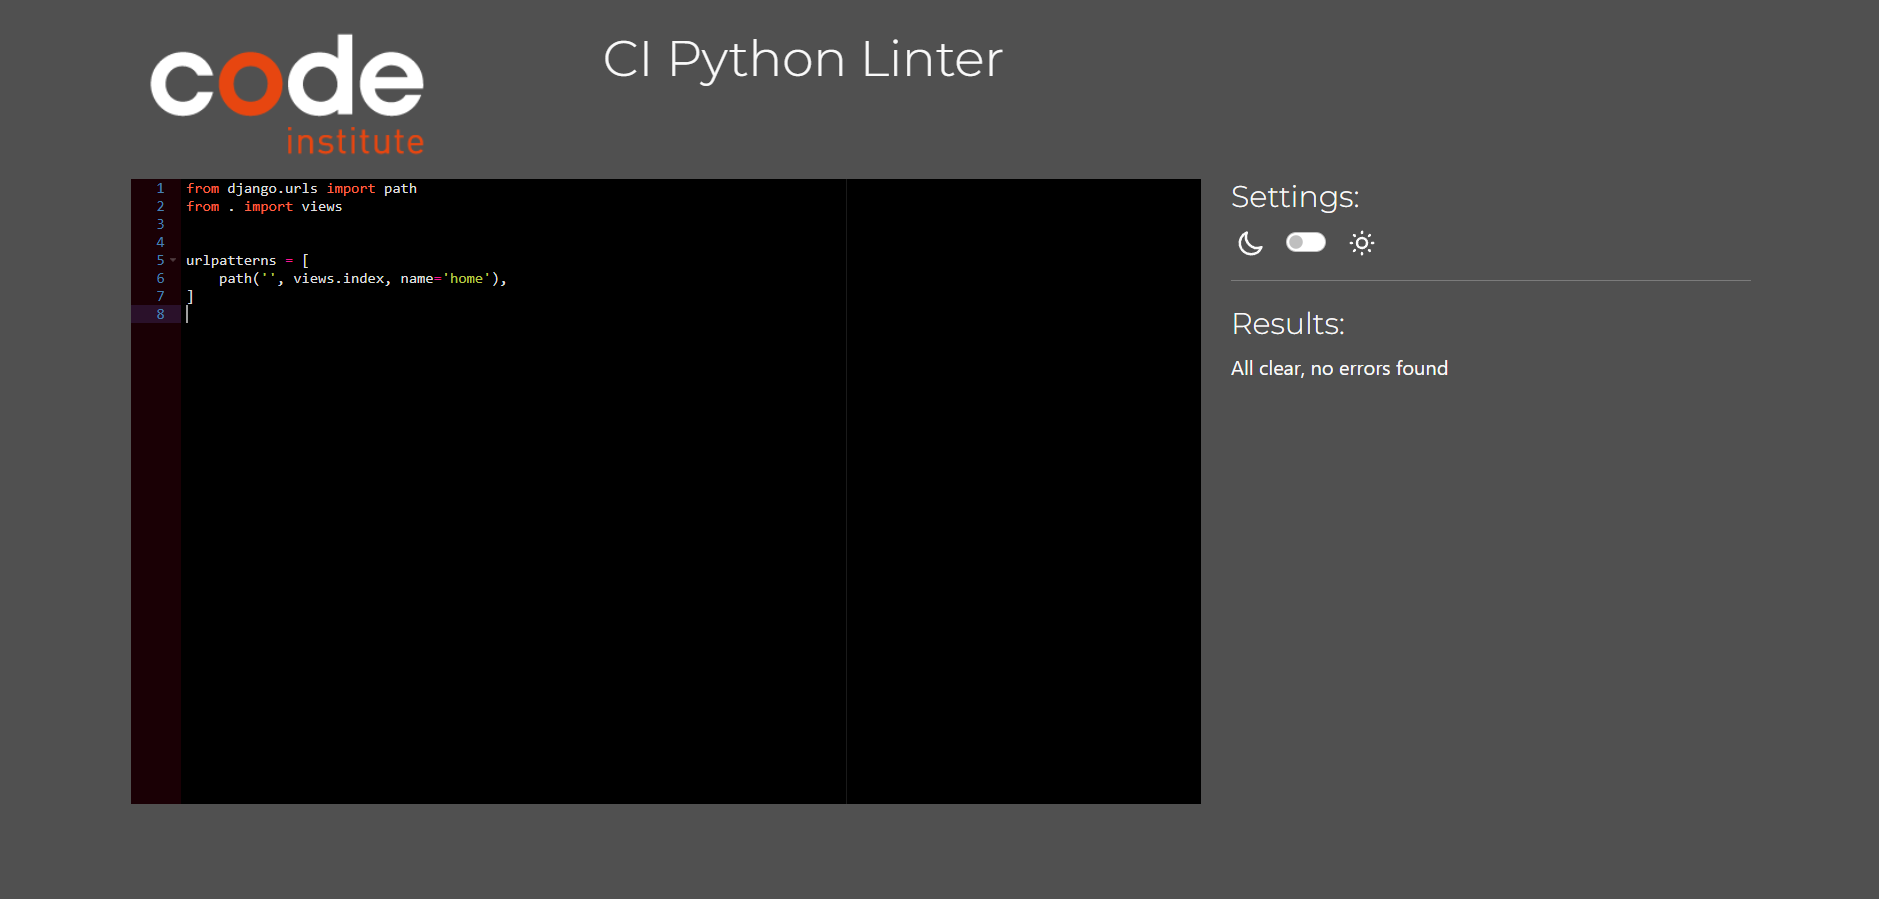 code
institute
CI Python Linter
1 from django.urls import path
2 from . import views
3
4
5 urlpatterns = [
6     path('', views.index, name='home'),
7 ]
8
Settings:
Results:
All clear, no errors found